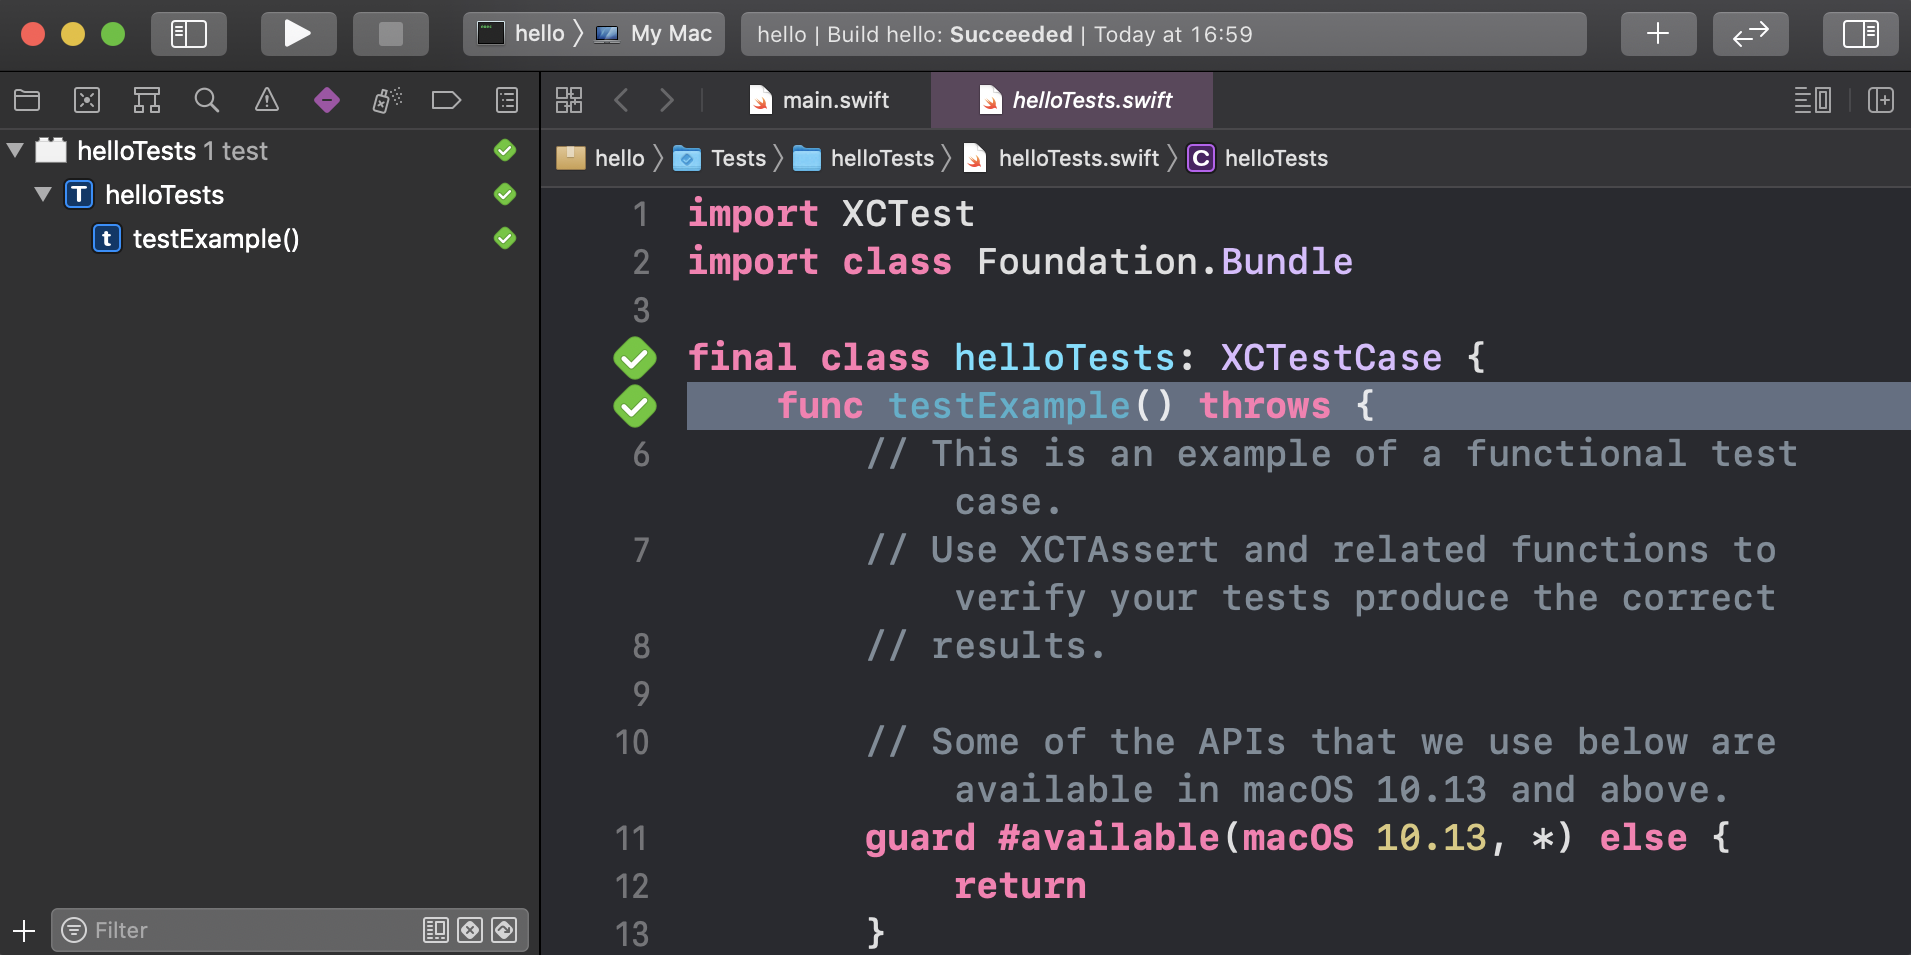 hello 〉 My Mac
hello | Build hello: Succeeded | Today at 16:59
main.swift
helloTests.swift
helloTests 1 test
T helloTests
t testExample()
hello 〉 Tests 〉 helloTests 〉 helloTests.swift 〉 C helloTests
1 import XCTest
2 import class Foundation.Bundle
3
final class helloTests: XCTestCase {
func testExample() throws {
6 // This is an example of a functional test
case.
7 // Use XCTAssert and related functions to
verify your tests produce the correct
8 // results.
9
10 // Some of the APIs that we use below are
available in macOS 10.13 and above.
11 guard #available(macOS 10.13, *) else {
12 return
13 }
Filter